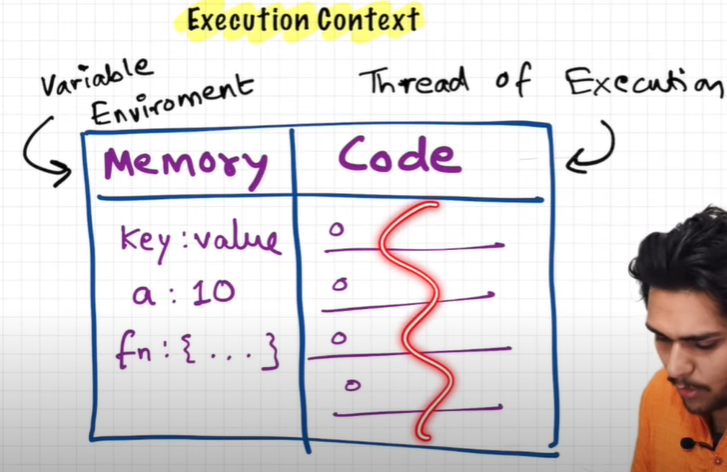 Execution Context
Variable
Enviroment
Thread of Execution
Memory
Code
Key : value
a : 10
fn : { ... }